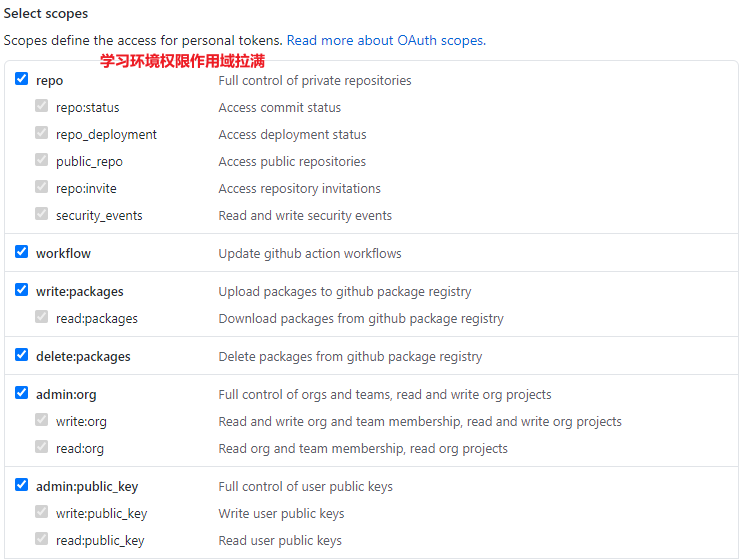 Select scopes
Scopes define the access for personal tokens. Read more about OAuth scopes.
学习环境权限作用域拉满
repo Full control of private repositories
repo:status Access commit status
repo_deployment Access deployment status
public_repo Access public repositories
repo:invite Access repository invitations
security_events Read and write security events
workflow Update github action workflows
write:packages Upload packages to github package registry
read:packages Download packages from github package registry
delete:packages Delete packages from github package registry
admin:org Full control of orgs and teams, read and write org projects
write:org Read and write org and team membership, read and write org projects
read:org Read org and team membership, read org projects
admin:public_key Full control of user public keys
write:public_key Write user public keys
read:public_key Read user public keys